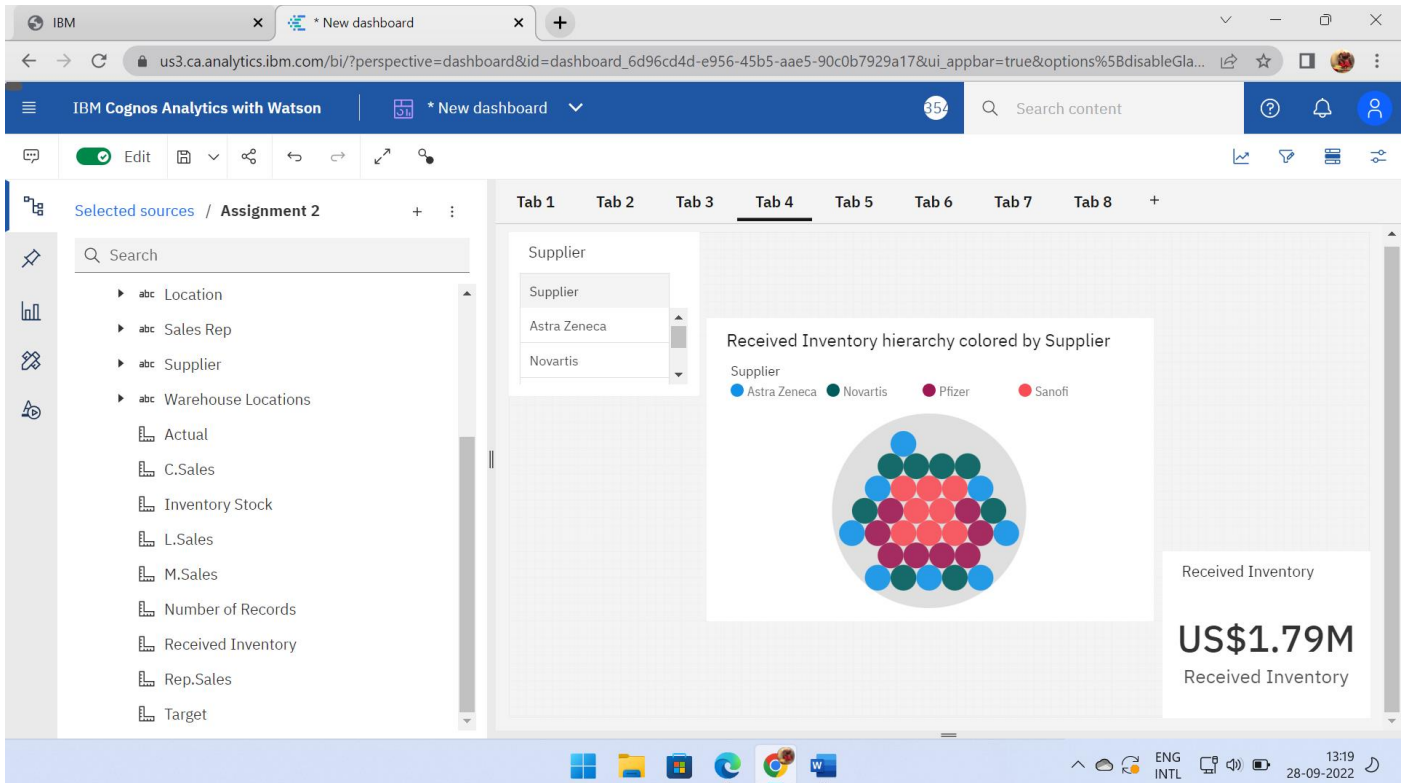 IBM
* New dashboard
us3.ca.analytics.ibm.com/bi/?perspective=dashboard&id=dashboard_6d96cd4d-e956-45b5-aae5-90c0b7929a17&ui_appbar=true&options%5BdisableGla...
IBM Cognos Analytics with Watson
* New dashboard
354
Search content
Edit
Selected sources / Assignment 2
Search
abc Location
abc Sales Rep
abc Supplier
abc Warehouse Locations
Actual
C.Sales
Inventory Stock
L.Sales
M.Sales
Number of Records
Received Inventory
Rep.Sales
Target
Tab 1 Tab 2 Tab 3 Tab 4 Tab 5 Tab 6 Tab 7 Tab 8
Supplier
Supplier
Astra Zeneca
Novartis
Received Inventory hierarchy colored by Supplier
Supplier
Astra Zeneca Novartis Pfizer Sanofi
Received Inventory
US$1.79M
Received Inventory
ENG
INTL
13:19
28-09-2022